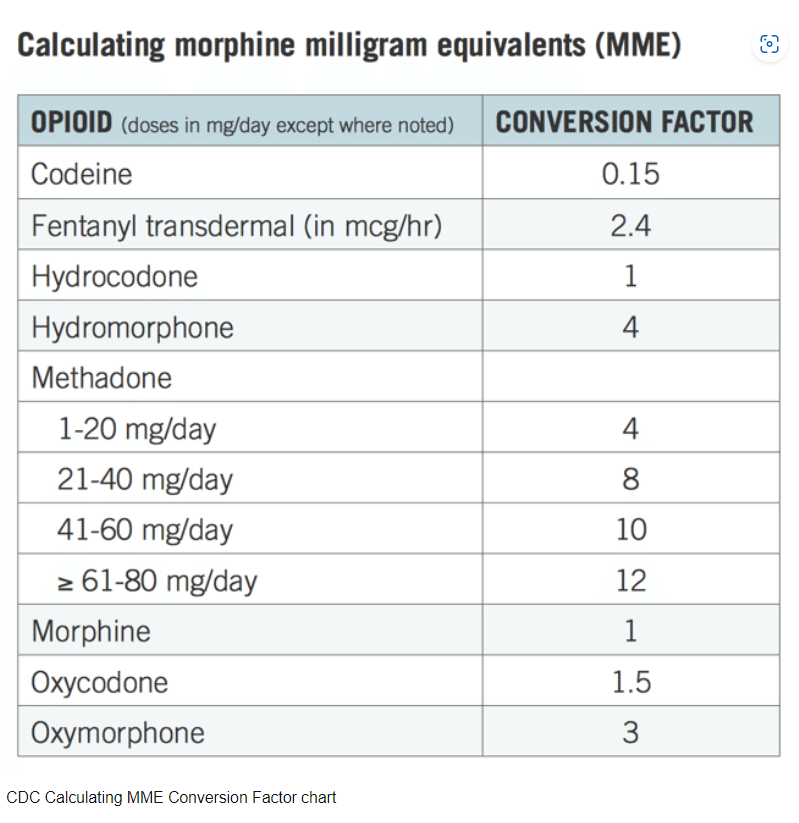 Calculating morphine milligram equivalents (MME)
OPIOID (doses in mg/day except where noted) CONVERSION FACTOR
Codeine 0.15
Fentanyl transdermal (in mcg/hr) 2.4
Hydrocodone 1
Hydromorphone 4
Methadone
1-20 mg/day 4
21-40 mg/day 8
41-60 mg/day 10
≥ 61-80 mg/day 12
Morphine 1
Oxycodone 1.5
Oxymorphone 3
CDC Calculating MME Conversion Factor chart